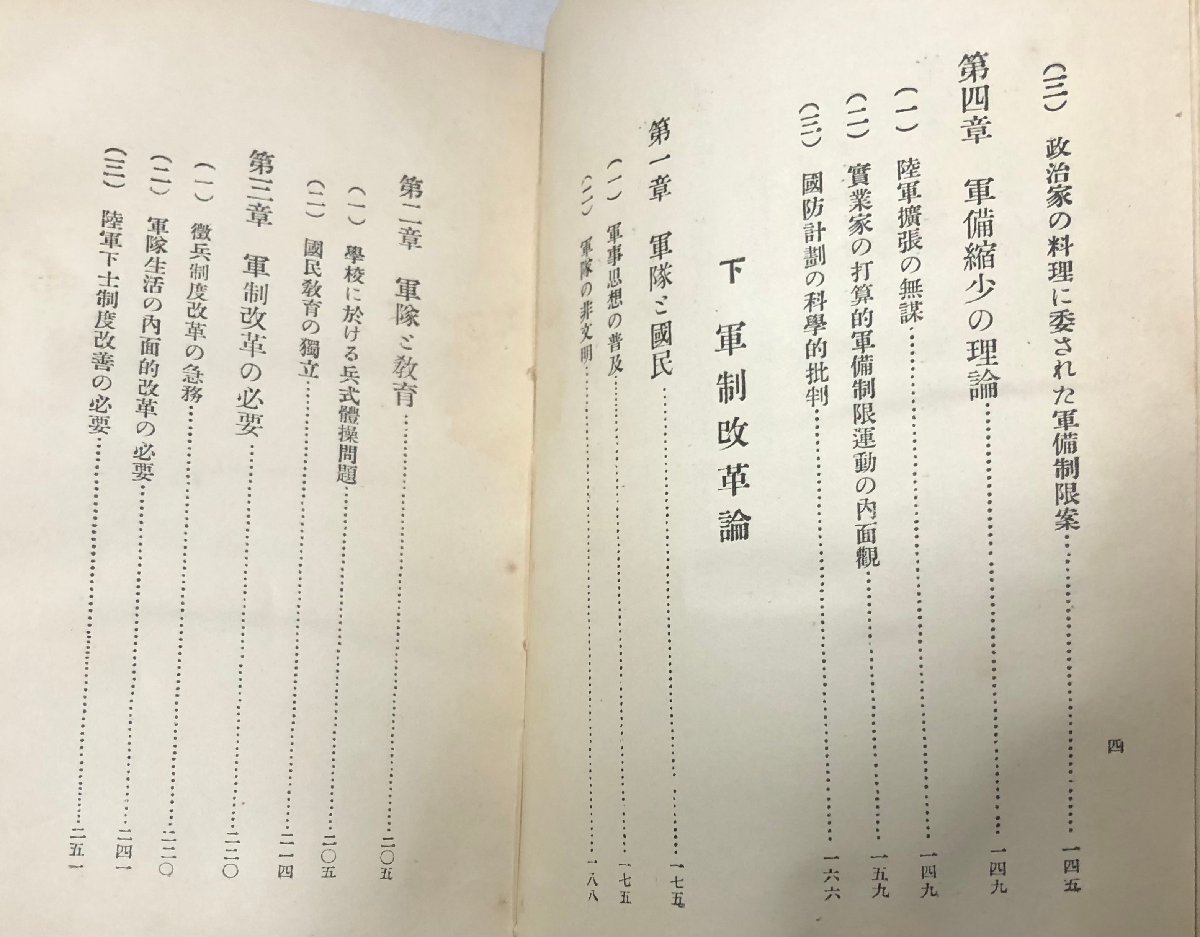 (三) 政治家の料理に委された軍備制限案……一四五
第四章 軍備縮少の理論……一四九
(一) 陸軍擴張の無謀……一四九
(二) 實業家の打算的軍備制限運動の內面觀……一五九
(三) 國防計劃の科學的批判……一六六
下 軍制改革論
第一章 軍隊と國民……一七五
(一) 軍事思想の普及……一七五
(二) 軍隊の非文明……一八八
四
第二章 軍隊と敎育……二〇五
(一) 學校に於ける兵式體操問題……二〇五
(二) 國民敎育の獨立……二一四
第三章 軍制改革の必要……二二〇
(一) 徵兵制度改革の急務……二二〇
(二) 軍隊生活の內面的改革の必要……二四一
(三) 陸軍下士制度改善の必要……二五一